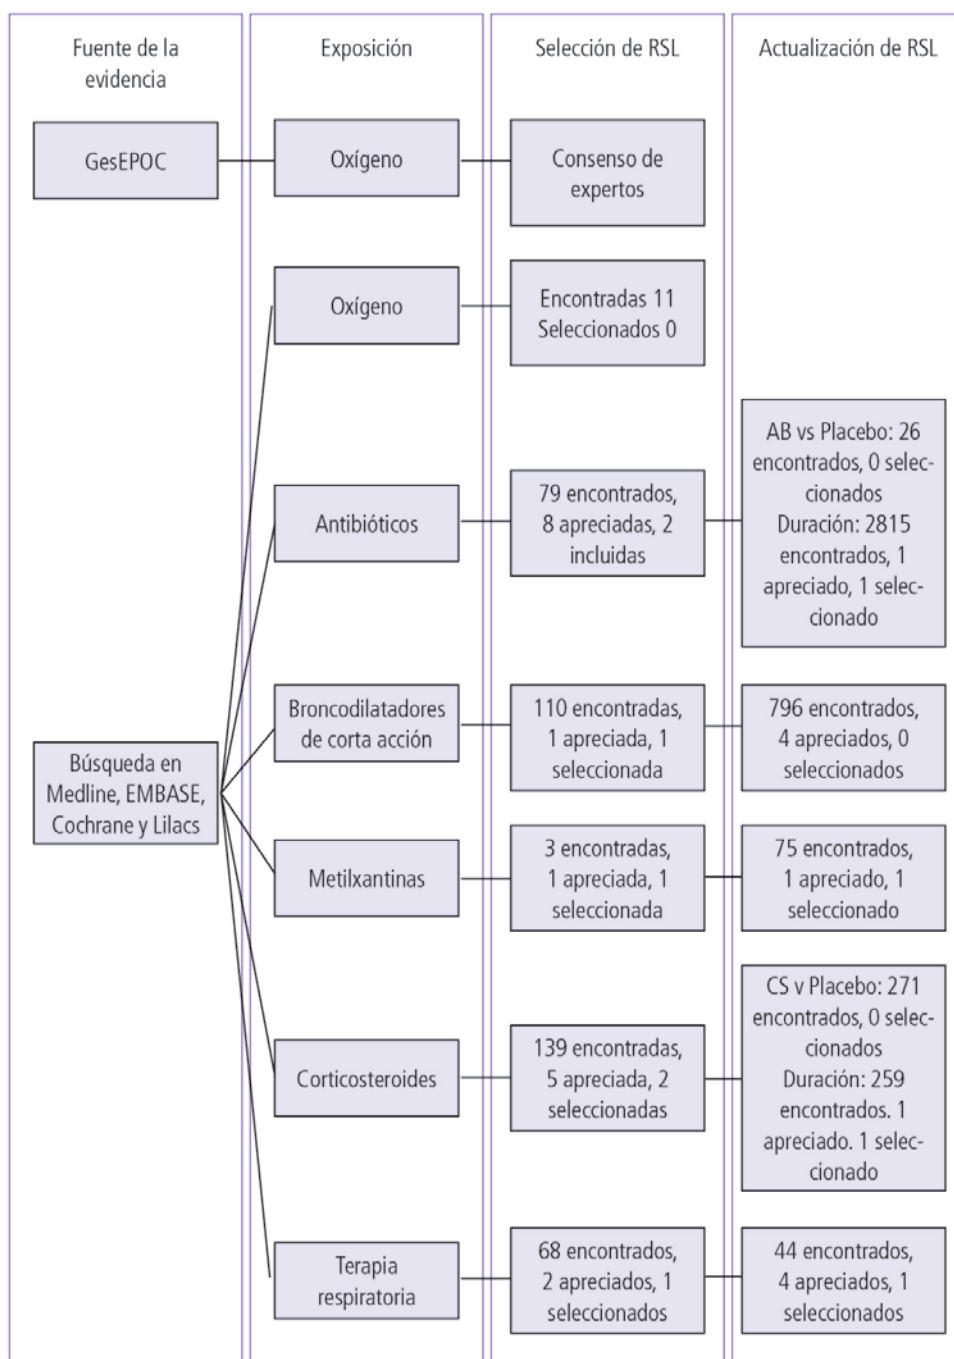 Fuente de la
evidencia
Exposición
Selección de RSL
Actualización de RSL
GesEPOC
Oxígeno
Consenso de
expertos
Oxígeno
Encontradas 11
Seleccionados 0
Antibióticos
79 encontrados,
8 apreciadas, 2
incluidas
AB vs Placebo: 26
encontrados, 0 selec-
cionados
Duración: 2815
encontrados, 1
apreciado, 1 selec-
cionado
Broncodilatadores
de corta acción
110 encontradas,
1 apreciada, 1
seleccionada
796 encontrados,
4 apreciados, 0
seleccionados
Búsqueda en
Medline, EMBASE,
Cochrane y Lilacs
Metilxantinas
3 encontradas,
1 apreciada, 1
seleccionada
75 encontrados,
1 apreciado, 1
seleccionado
Corticosteroides
139 encontradas,
5 apreciada, 2
seleccionadas
CS v Placebo: 271
encontrados, 0 selec-
cionados
Duración: 259
encontrados. 1
apreciado. 1 selec-
cionado
Terapia
respiratoria
68 encontrados,
2 apreciados, 1
seleccionados
44 encontrados,
4 apreciados, 1
seleccionados